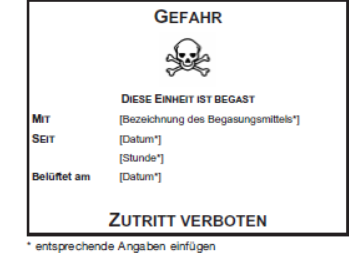 GEFAHR
DIESE EINHEIT IST BEGAST
MIT [Bezeichnung des Begasungsmittels*]
SEIT [Datum*]
[Stunde*]
Belüftet am [Datum*]
ZUTRITT VERBOTEN
* entsprechende Angaben einfügen